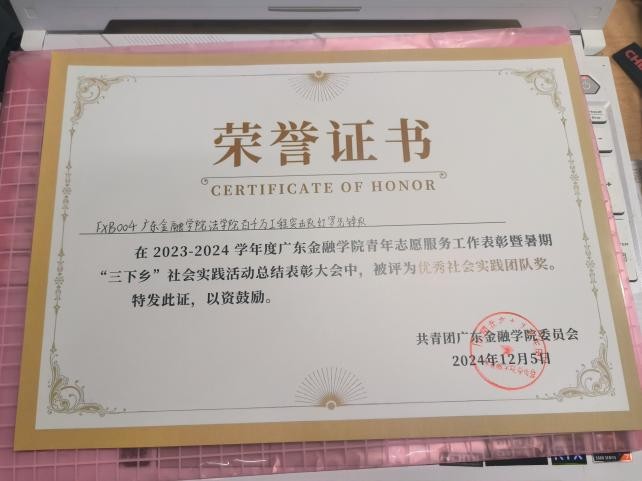 荣誉证书
CERTIFICATE OF HONOR
FXB004 广东金融学院法学院百千万工程突击队红罗先锋队
在 2023-2024 学年度广东金融学院青年志愿服务工作表彰暨暑期
“三下乡”社会实践活动总结表彰大会中，被评为优秀社会实践团队奖。
特发此证，以资鼓励。
共青团广东金融学院委员会
2024年12月5日
RTX